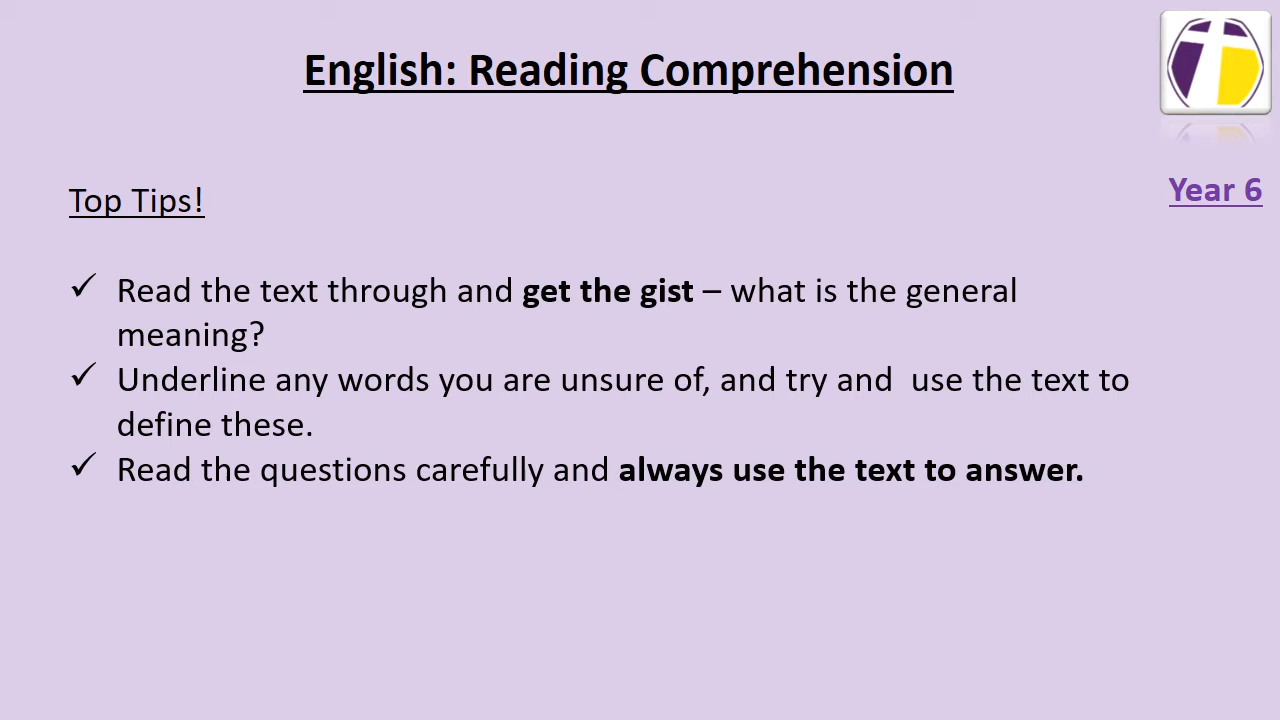 English: Reading Comprehension
Year 6
Top Tips!
✓ Read the text through and get the gist – what is the general
meaning?
✓ Underline any words you are unsure of, and try and  use the text to
define these.
✓ Read the questions carefully and always use the text to answer.